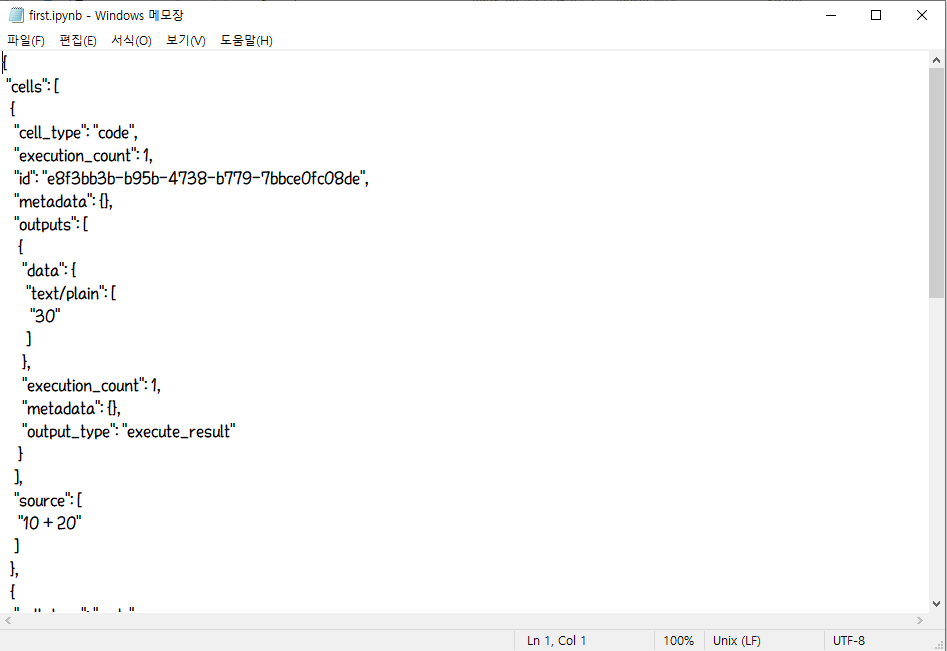 first.ipynb - Windows 메모장
파일(F) 편집(E) 서식(O) 보기(V) 도움말(H)
{
"cells": [
{
"cell_type": "code",
"execution_count": 1,
"id": "e8f3bb3b-b95b-4738-b779-7bbce0fc08de",
"metadata": {},
"outputs": [
{
"data": {
"text/plain": [
"30"
]
},
"execution_count": 1,
"metadata": {},
"output_type": "execute_result"
}
],
"source": [
"10 + 20"
]
},
{
Ln 1, Col 1 100% Unix (LF) UTF-8